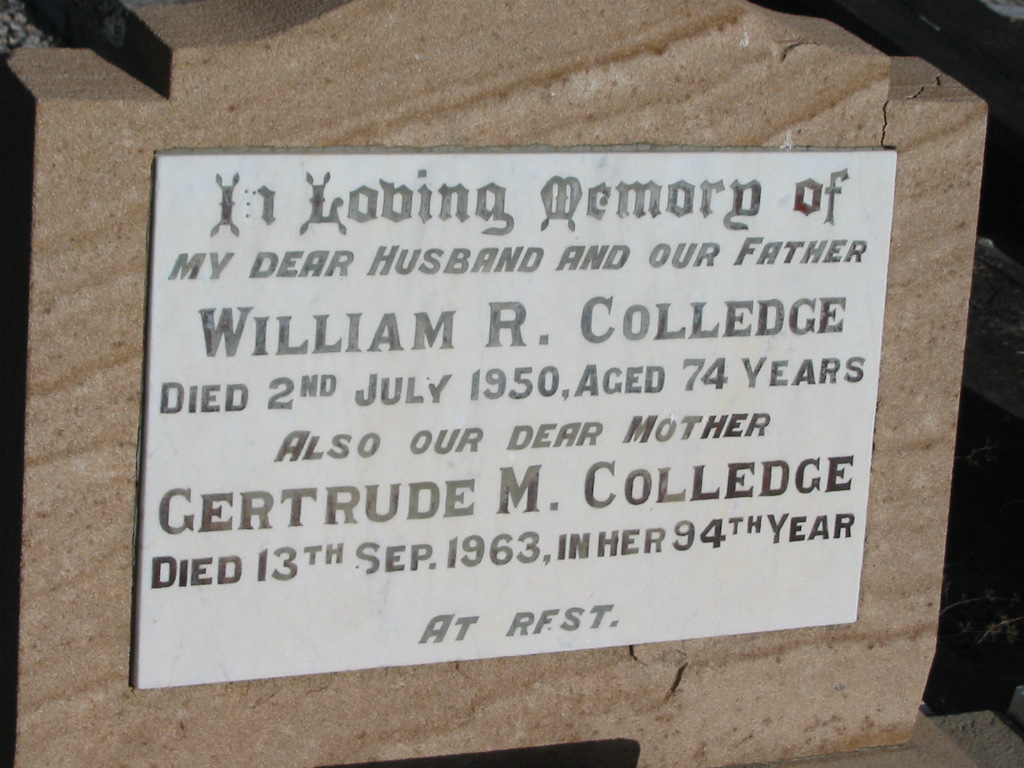 In Loving Memory of
MY DEAR HUSBAND AND OUR FATHER
WILLIAM R. COLLEDGE
DIED 2ND JULY 1950, AGED 74 YEARS
ALSO OUR DEAR MOTHER
GERTRUDE M. COLLEDGE
DIED 13TH SEP. 1963, IN HER 94TH YEAR
AT REST.